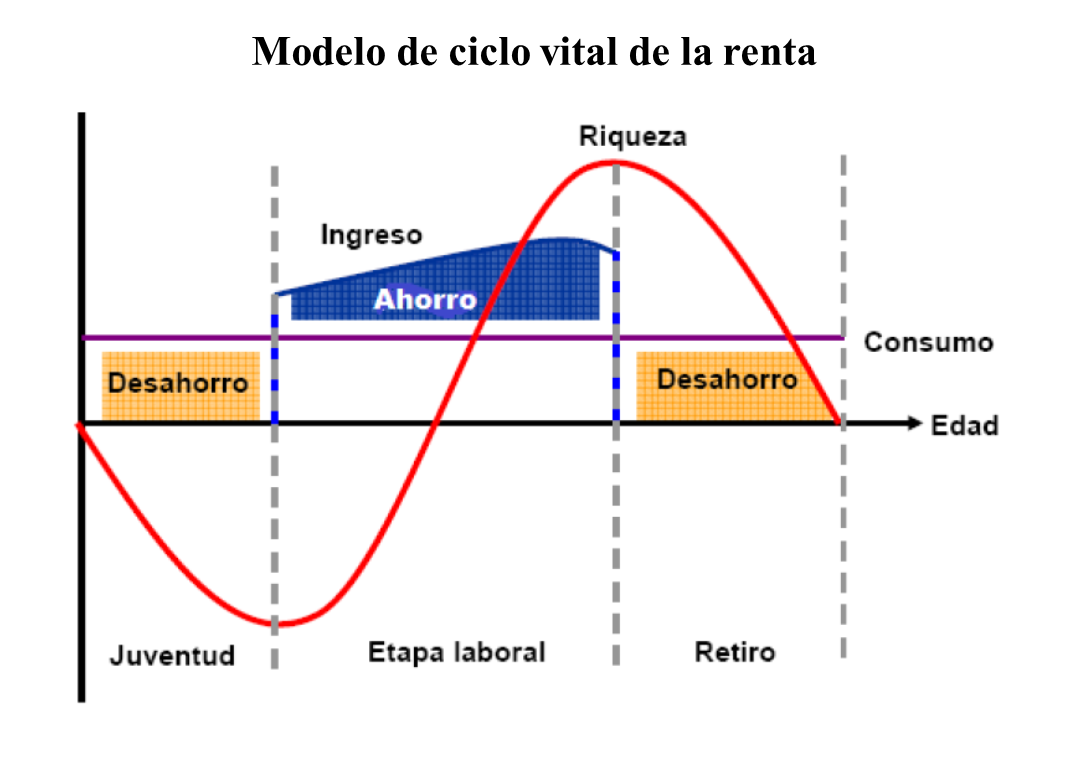 Modelo de ciclo vital de la renta
Riqueza
Ingreso
Ahorro
Consumo
Desahorro
Desahorro
Edad
Juventud
Etapa laboral
Retiro